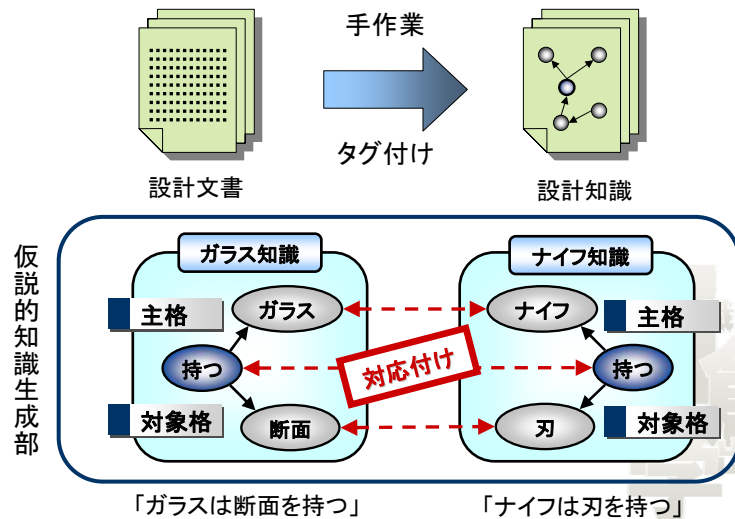 手作業
タグ付け
設計文書
設計知識
仮説的知識生成部
ガラス知識
ナイフ知識
主格
ガラス
ナイフ
主格
持つ
対応付け
持つ
対象格
断面
刃
対象格
「ガラスは断面を持つ」
「ナイフは刃を持つ」